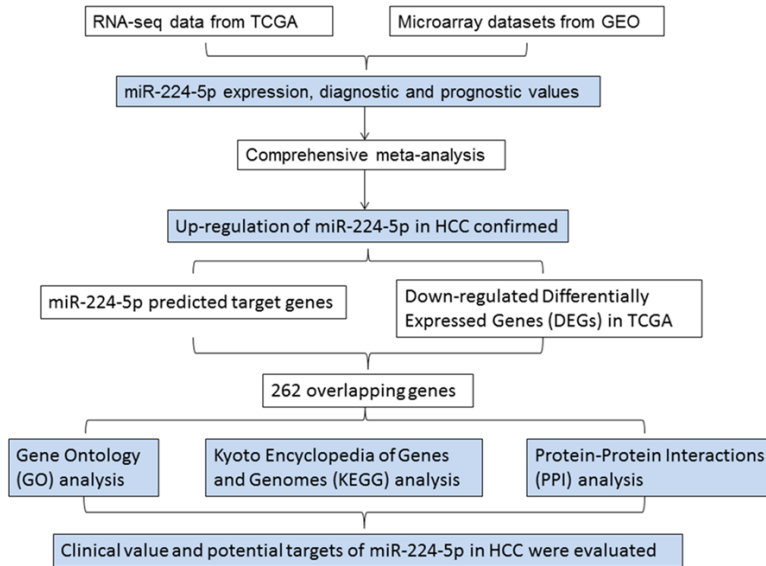 RNA-seq data from TCGA
Microarray datasets from GEO
miR-224-5p expression, diagnostic and prognostic values
Comprehensive meta-analysis
Up-regulation of miR-224-5p in HCC confirmed
miR-224-5p predicted target genes
Down-regulated Differentially
Expressed Genes (DEGs) in TCGA
262 overlapping genes
Gene Ontology
(GO) analysis
Kyoto Encyclopedia of Genes
and Genomes (KEGG) analysis
Protein-Protein Interactions
(PPI) analysis
Clinical value and potential targets of miR-224-5p in HCC were evaluated